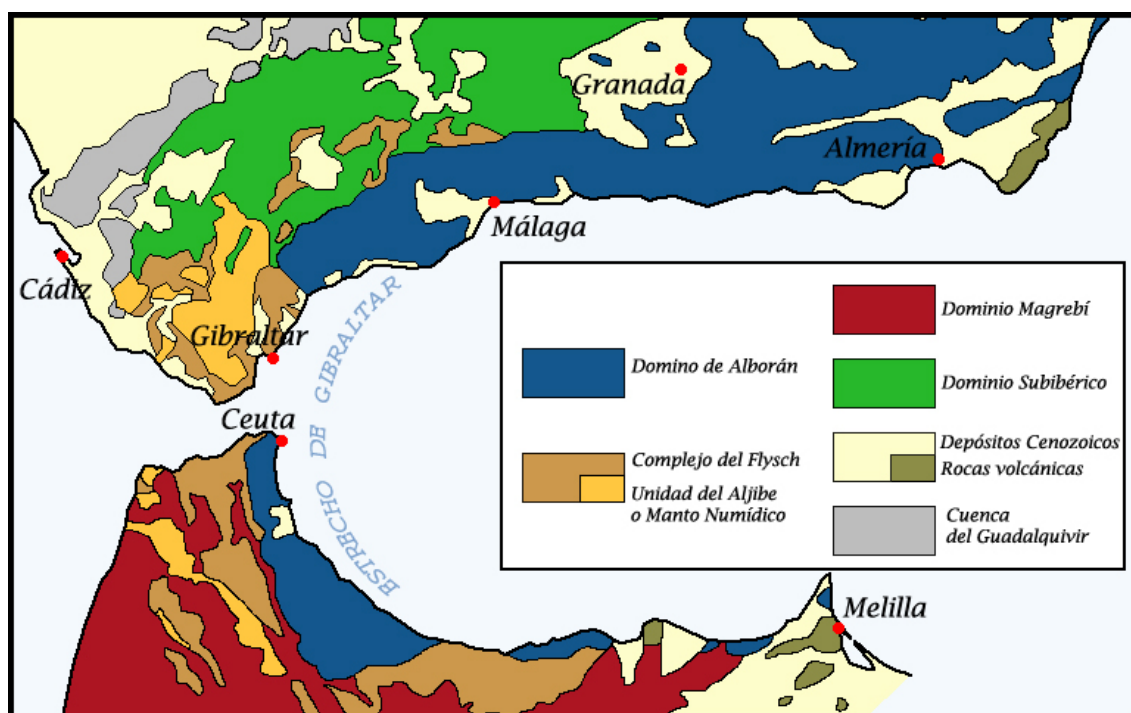 Granada
Almería
Málaga
Cádiz
Gibraltar
Ceuta
ESTRECHO DE GIBRALTAR
Melilla
Domino de Alborán
Complejo del Flysch
Unidad del Aljibe
o Manto Numídico
Dominio Magrebí
Dominio Subibérico
Depósitos Cenozoicos
Rocas volcánicas
Cuenca
del Guadalquivir